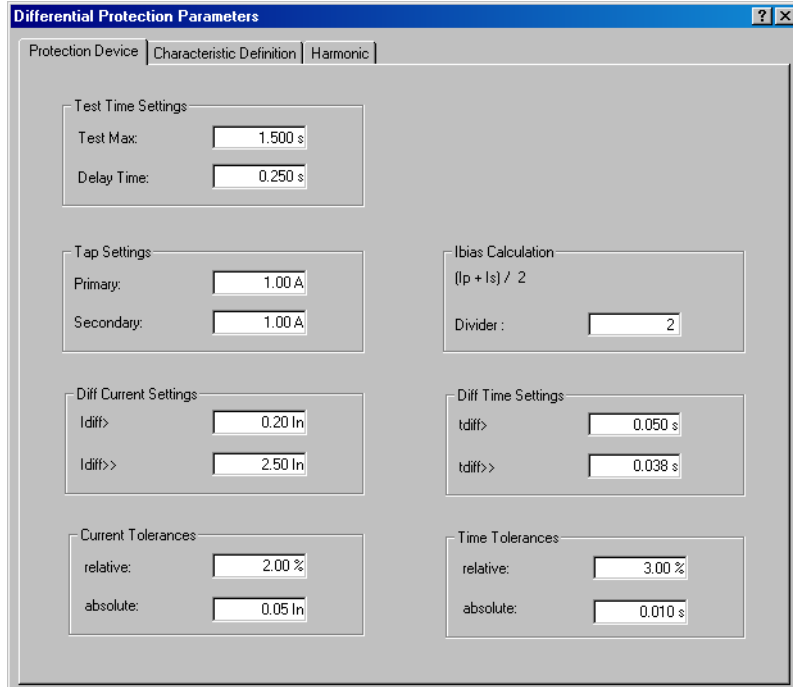 Differential Protection Parameters
Protection Device Characteristic Definition Harmonic
Test Time Settings
Test Max: 1.500 s
Delay Time: 0.250 s
Tap Settings
Primary: 1.00 A
Secondary: 1.00 A
Ibias Calculation
(Ip + Is) / 2
Divider : 2
Diff Current Settings
Idiff> 0.20 In
Idiff>> 2.50 In
Diff Time Settings
tdiff> 0.050 s
tdiff>> 0.038 s
Current Tolerances
relative: 2.00 %
absolute: 0.05 In
Time Tolerances
relative: 3.00 %
absolute: 0.010 s